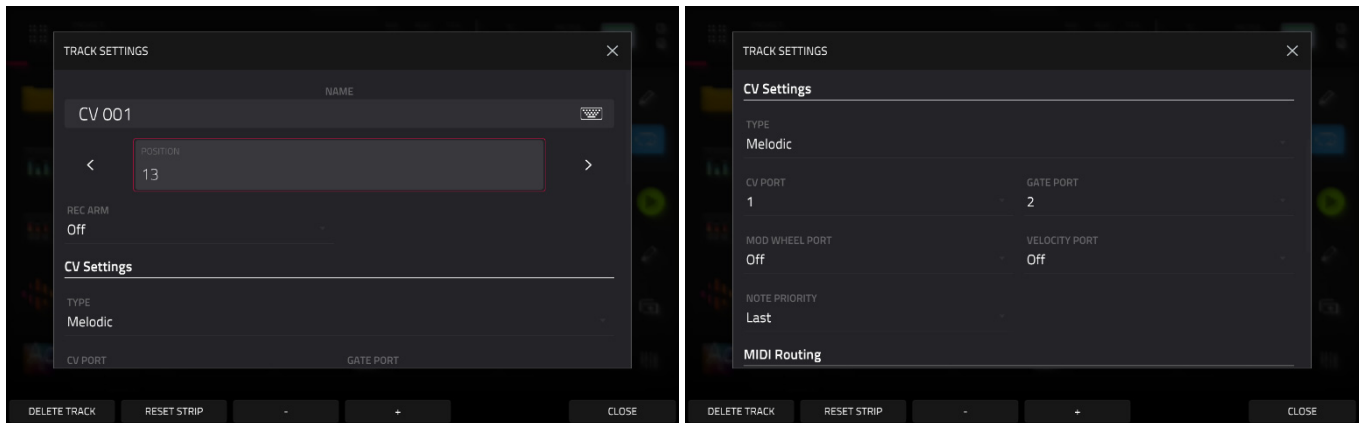 TRACK SETTINGS
NAME
CV 001
POSITION
13
REC ARM
Off
CV Settings
TYPE
Melodic
CV PORT GATE PORT
DELETE TRACK RESET STRIP - + CLOSE
TRACK SETTINGS
CV Settings
TYPE
Melodic
CV PORT GATE PORT
1 2
MOD WHEEL PORT VELOCITY PORT
Off Off
NOTE PRIORITY
Last
MIDI Routing
DELETE TRACK RESET STRIP - + CLOSE